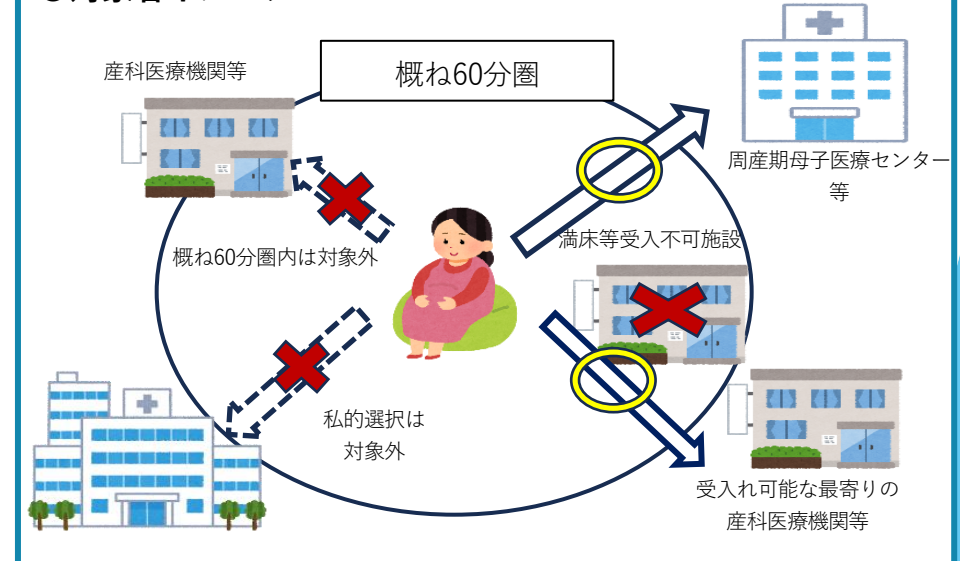 概ね60分圏
産科医療機関等
周産期母子医療センター
等
概ね60分圏内は対象外
満床等受入不可施設
私的選択は
対象外
受入れ可能な最寄りの
産科医療機関等